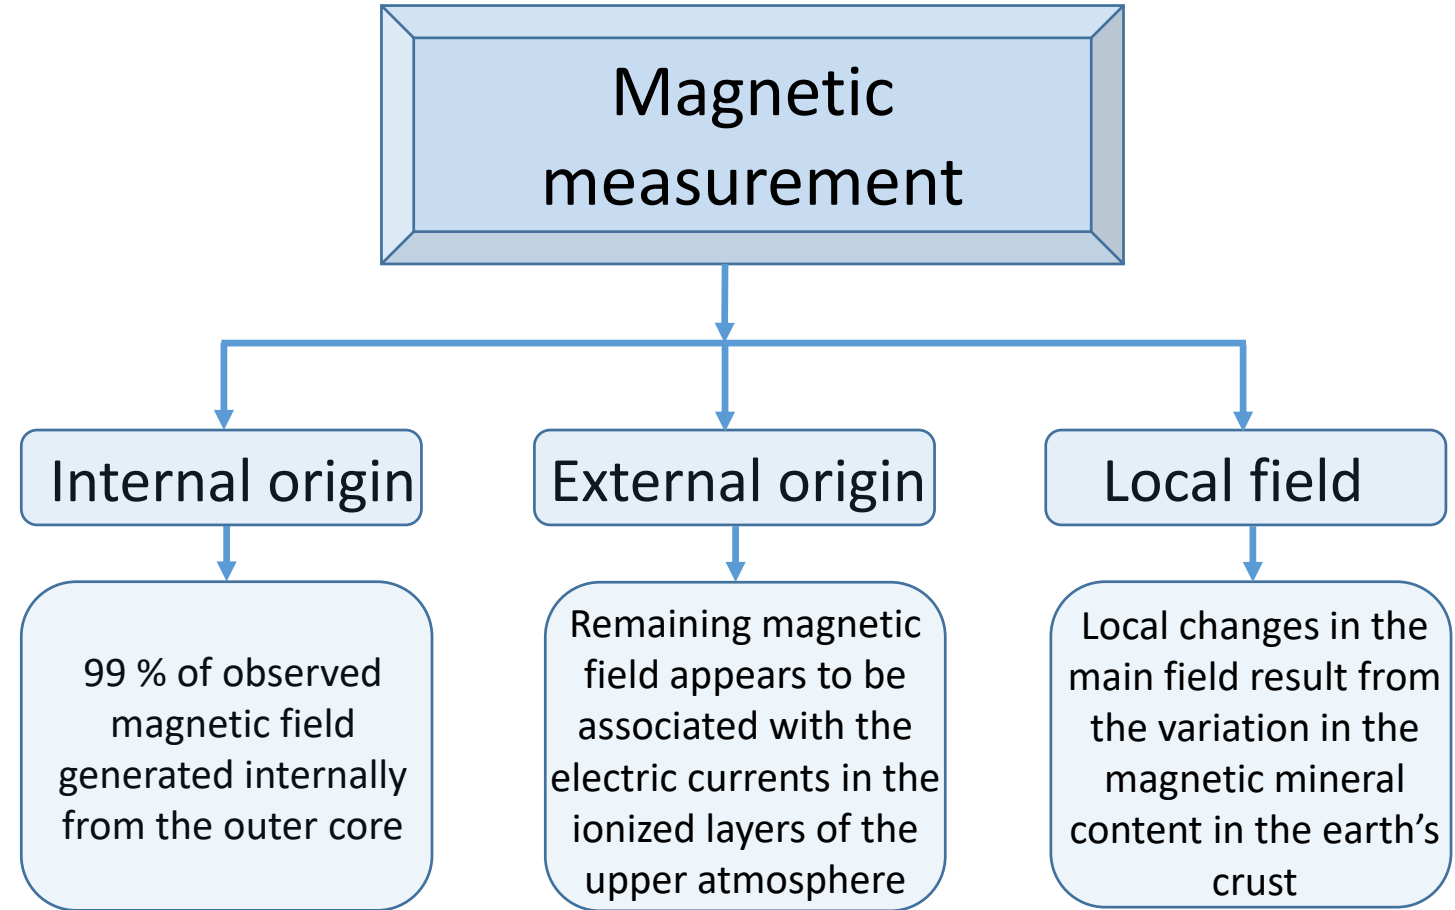 Magnetic
measurement
Internal origin
External origin
Local field
99 % of observed
magnetic field
generated internally
from the outer core
Remaining magnetic
field appears to be
associated with the
electric currents in the
ionized layers of the
upper atmosphere
Local changes in the
main field result from
the variation in the
magnetic mineral
content in the earth’s
crust